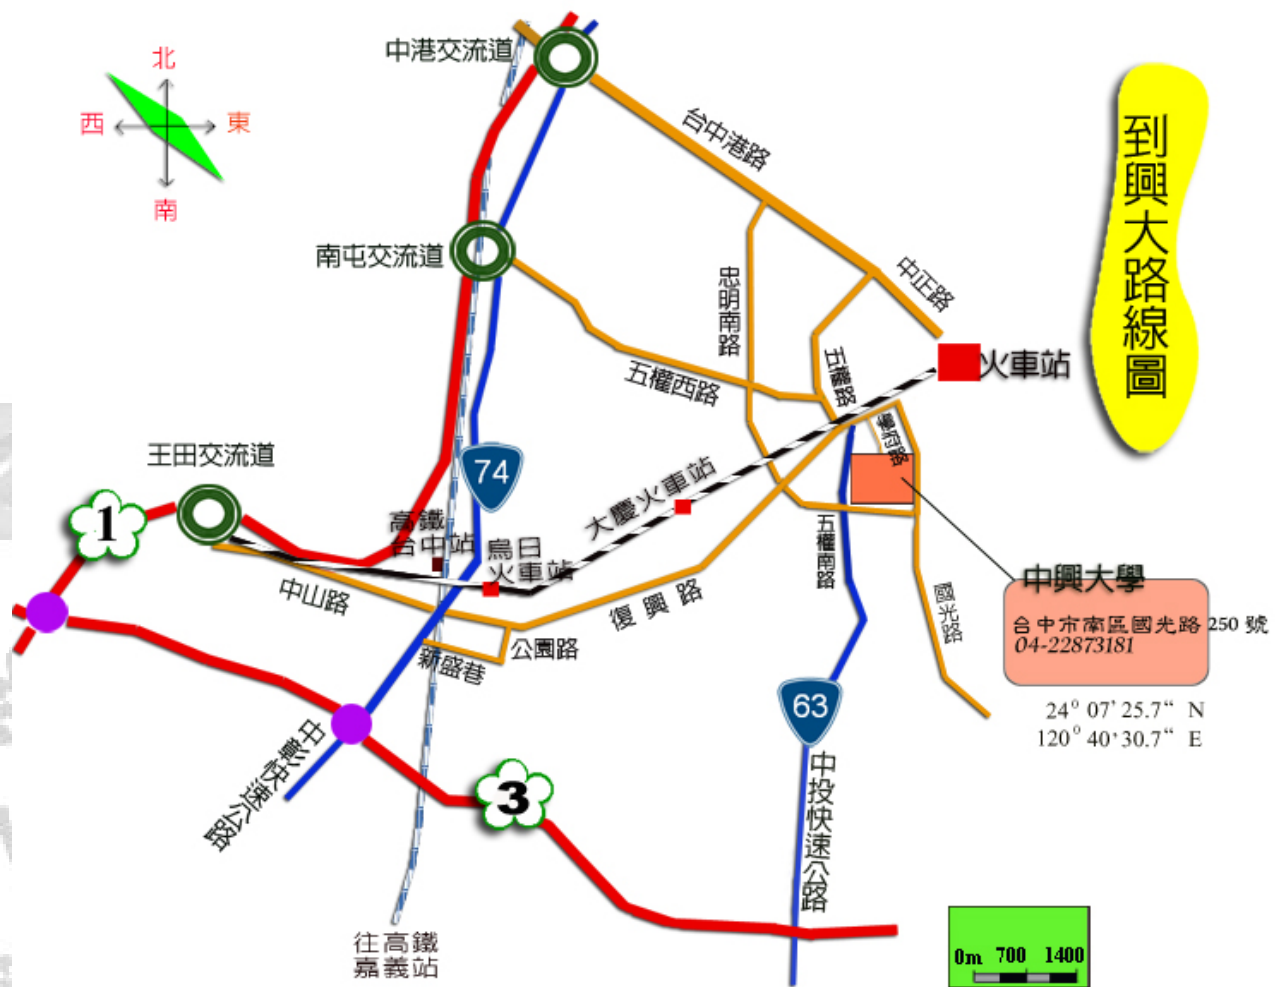 中港交流道
北
西
東
南
台中港路
到興大路線圖
南屯交流道
忠明南路
中正路
火車站
五權西路
五權路
學府路
王田交流道
74
1
大慶火車站
高鐵
台中站
烏日
火車站
五權南路
中山路
復興路
國光路
中興大學
台中市南區國光路 250 號
04-22873181
公園路
新盛巷
24° 07' 25.7“ N
120° 40' 30.7“ E
63
中彰快速公路
3
中投快速公路
往高鐵
嘉義站
0m 700 1400